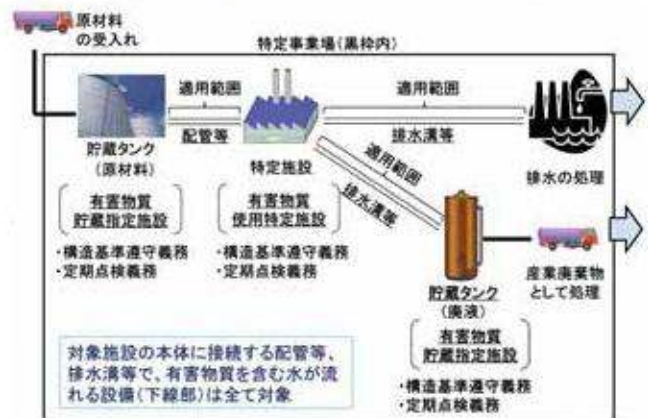 原材料
の受入れ
特定事業場(黒枠内)
適用範囲
配管等
適用範囲
排水溝等
適用範囲
排水溝等
貯蔵タンク
(原材料)
特定施設
排水の処理
有害物質
貯蔵指定施設
・構造基準遵守義務
・定期点検義務
有害物質
使用特定施設
・構造基準遵守義務
・定期点検義務
貯蔵タンク
(廃液)
産業廃棄物
として処理
有害物質
貯蔵指定施設
・構造基準遵守義務
・定期点検義務
対象施設の本体に接続する配管等、
排水溝等で、有害物質を含む水が流
れる設備(下線部)は全て対象